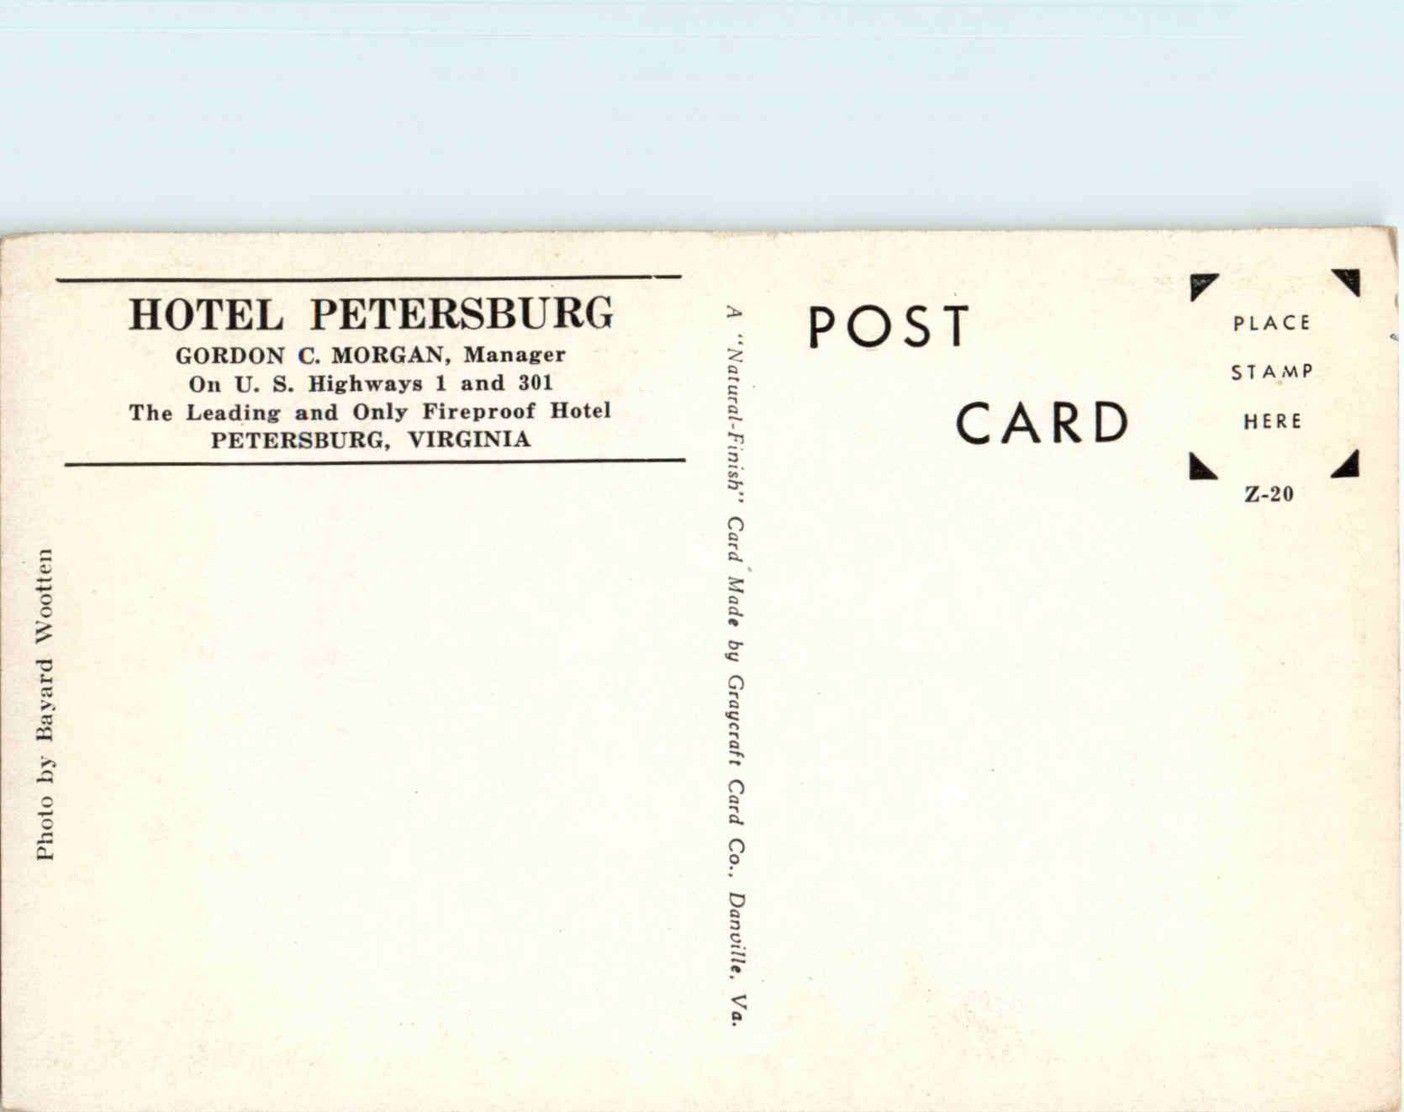 HOTEL PETERSBURG
GORDON C. MORGAN, Manager
On U. S. Highways 1 and 301
The Leading and Only Fireproof Hotel
PETERSBURG, VIRGINIA
Photo by Bayard Wootten
A "Natural-Finish" Card Made by Graycraft Card Co., Danville, Va.
POST
CARD
PLACE
STAMP
HERE
Z-20